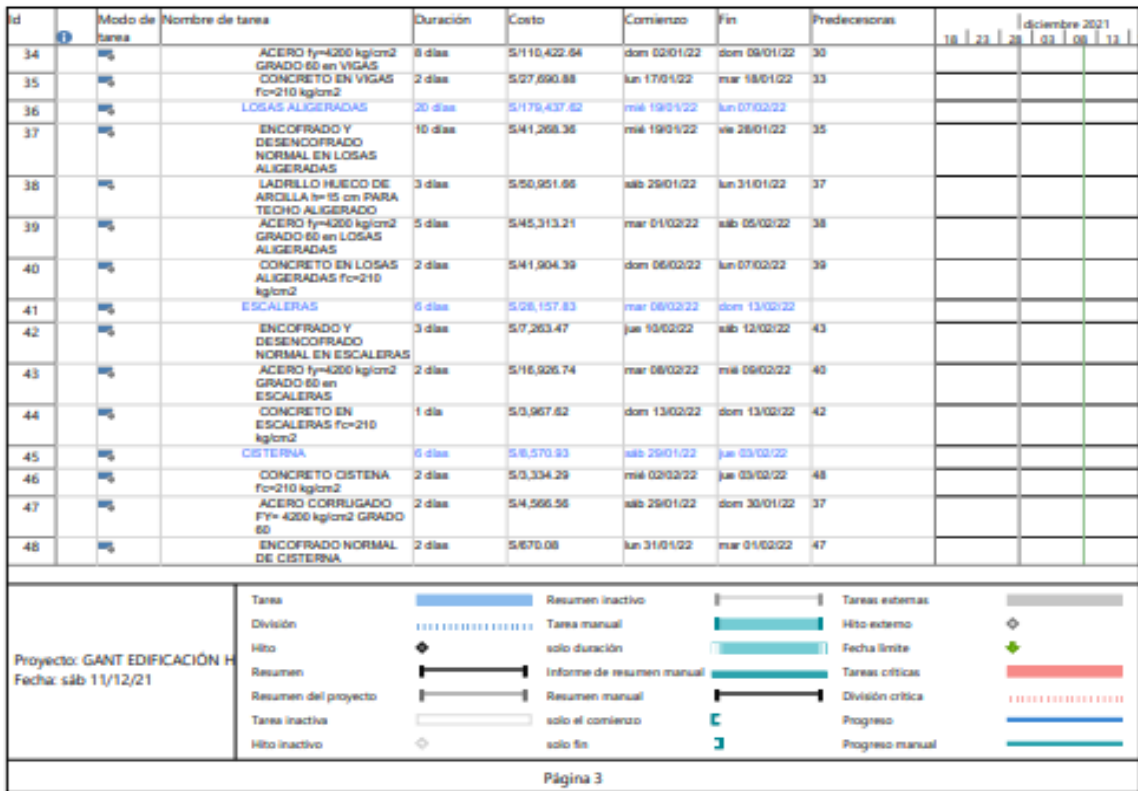 Id Modo de tarea Nombre de tarea Duración Costo Comienzo Fin Predecesoras
diciembre 2021
18 23 28 03 08 13
34 ACERO fy=4200 kg/cm2 GRADO 60 en VIGAS 8 días S/110,422.64 dom 02/01/22 dom 09/01/22 30
35 CONCRETO EN VIGAS f'c=210 kg/cm2 2 días S/27,690.88 lun 17/01/22 mar 18/01/22 33
36 LOSAS ALIGERADAS 20 días S/179,437.62 mié 19/01/22 lun 07/02/22
37 ENCOFRADO Y DESENCOFRADO NORMAL EN LOSAS ALIGERADAS 10 días S/41,268.36 mié 19/01/22 vie 28/01/22 35
38 LADRILLO HUECO DE ARCILLA h=15 cm PARA TECHO ALIGERADO 3 días S/50,951.66 sáb 29/01/22 lun 31/01/22 37
39 ACERO fy=4200 kg/cm2 GRADO 60 en LOSAS ALIGERADAS 5 días S/45,313.21 mar 01/02/22 sáb 05/02/22 38
40 CONCRETO EN LOSAS ALIGERADAS f'c=210 kg/cm2 2 días S/41,904.39 dom 06/02/22 lun 07/02/22 39
41 ESCALERAS 6 días S/28,157.83 mar 08/02/22 dom 13/02/22
42 ENCOFRADO Y DESENCOFRADO NORMAL EN ESCALERAS 3 días S/7,263.47 jue 10/02/22 sáb 12/02/22 43
43 ACERO fy=4200 kg/cm2 GRADO 60 en ESCALERAS 2 días S/16,926.74 mar 08/02/22 mié 09/02/22 40
44 CONCRETO EN ESCALERAS f'c=210 kg/cm2 1 día S/3,967.62 dom 13/02/22 dom 13/02/22 42
45 CISTERNA 6 días S/8,570.93 sáb 29/01/22 jue 03/02/22
46 CONCRETO CISTENA f'c=210 kg/cm2 2 días S/3,334.29 mié 02/02/22 jue 03/02/22 48
47 ACERO CORRUGADO FY= 4200 kg/cm2 GRADO 60 2 días S/4,566.56 sáb 29/01/22 dom 30/01/22 37
48 ENCOFRADO NORMAL DE CISTERNA 2 días S/670.08 lun 31/01/22 mar 01/02/22 47
Proyecto: GANT EDIFICACIÓN H
Fecha: sáb 11/12/21
Tarea Resumen inactivo Tareas externas
División Tarea manual Hito externo
Hito solo duración Fecha límite
Resumen Informe de resumen manual Tareas críticas
Resumen del proyecto Resumen manual División crítica
Tarea inactiva solo el comienzo Progreso
Hito inactivo solo fin Progreso manual
Página 3